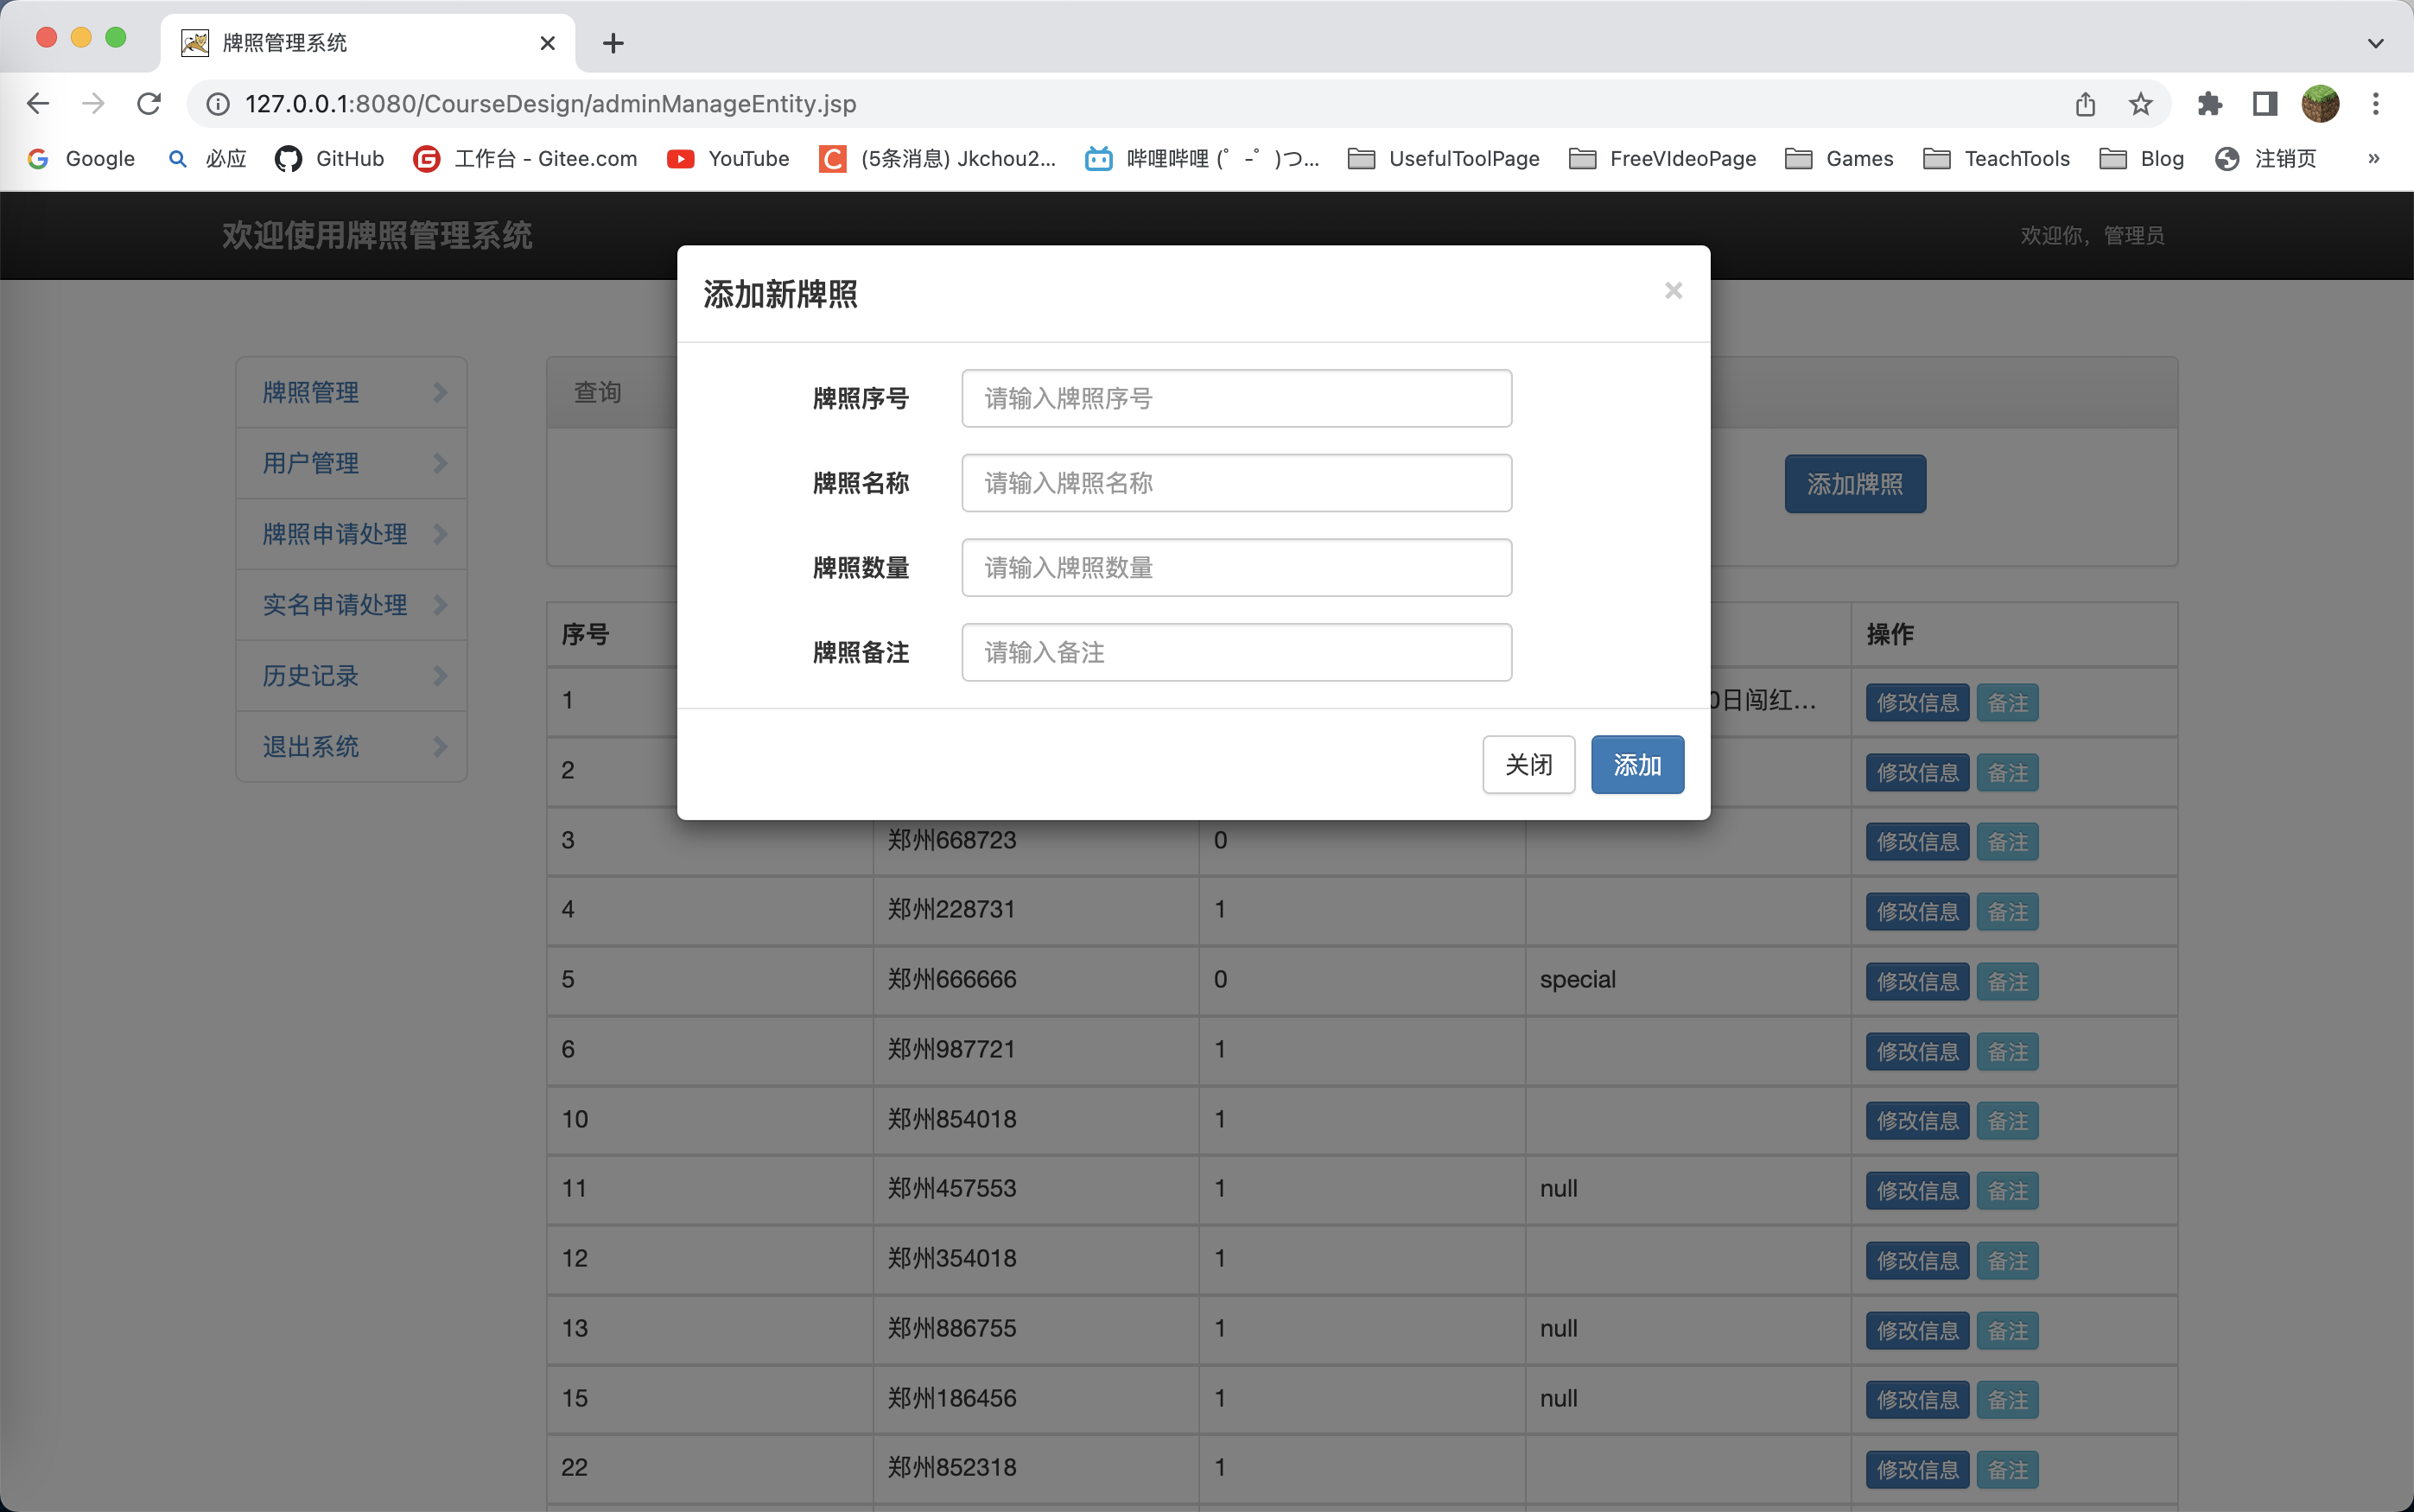 牌照管理系统
127.0.0.1:8080/CourseDesign/adminManageEntity.jsp
Google 必应 GitHub 工作台 - Gitee.com YouTube (5条消息) Jkchou2... 哔哩哔哩 (゜-゜)つ... UsefulToolPage FreeVIdeoPage Games TeachTools Blog 注销页 »
欢迎使用牌照管理系统 欢迎你，管理员
添加新牌照 ×
牌照序号 请输入牌照序号
牌照名称 请输入牌照名称
牌照数量 请输入牌照数量
牌照备注 请输入备注
关闭 添加
牌照管理
用户管理
牌照申请处理
实名申请处理
历史记录
退出系统
查询
添加牌照
序号 操作
1 0日闯红... 修改信息 备注
2 修改信息 备注
3 郑州668723 0 修改信息 备注
4 郑州228731 1 修改信息 备注
5 郑州666666 0 special 修改信息 备注
6 郑州987721 1 修改信息 备注
10 郑州854018 1 修改信息 备注
11 郑州457553 1 null 修改信息 备注
12 郑州354018 1 修改信息 备注
13 郑州886755 1 null 修改信息 备注
15 郑州186456 1 null 修改信息 备注
22 郑州852318 1 修改信息 备注